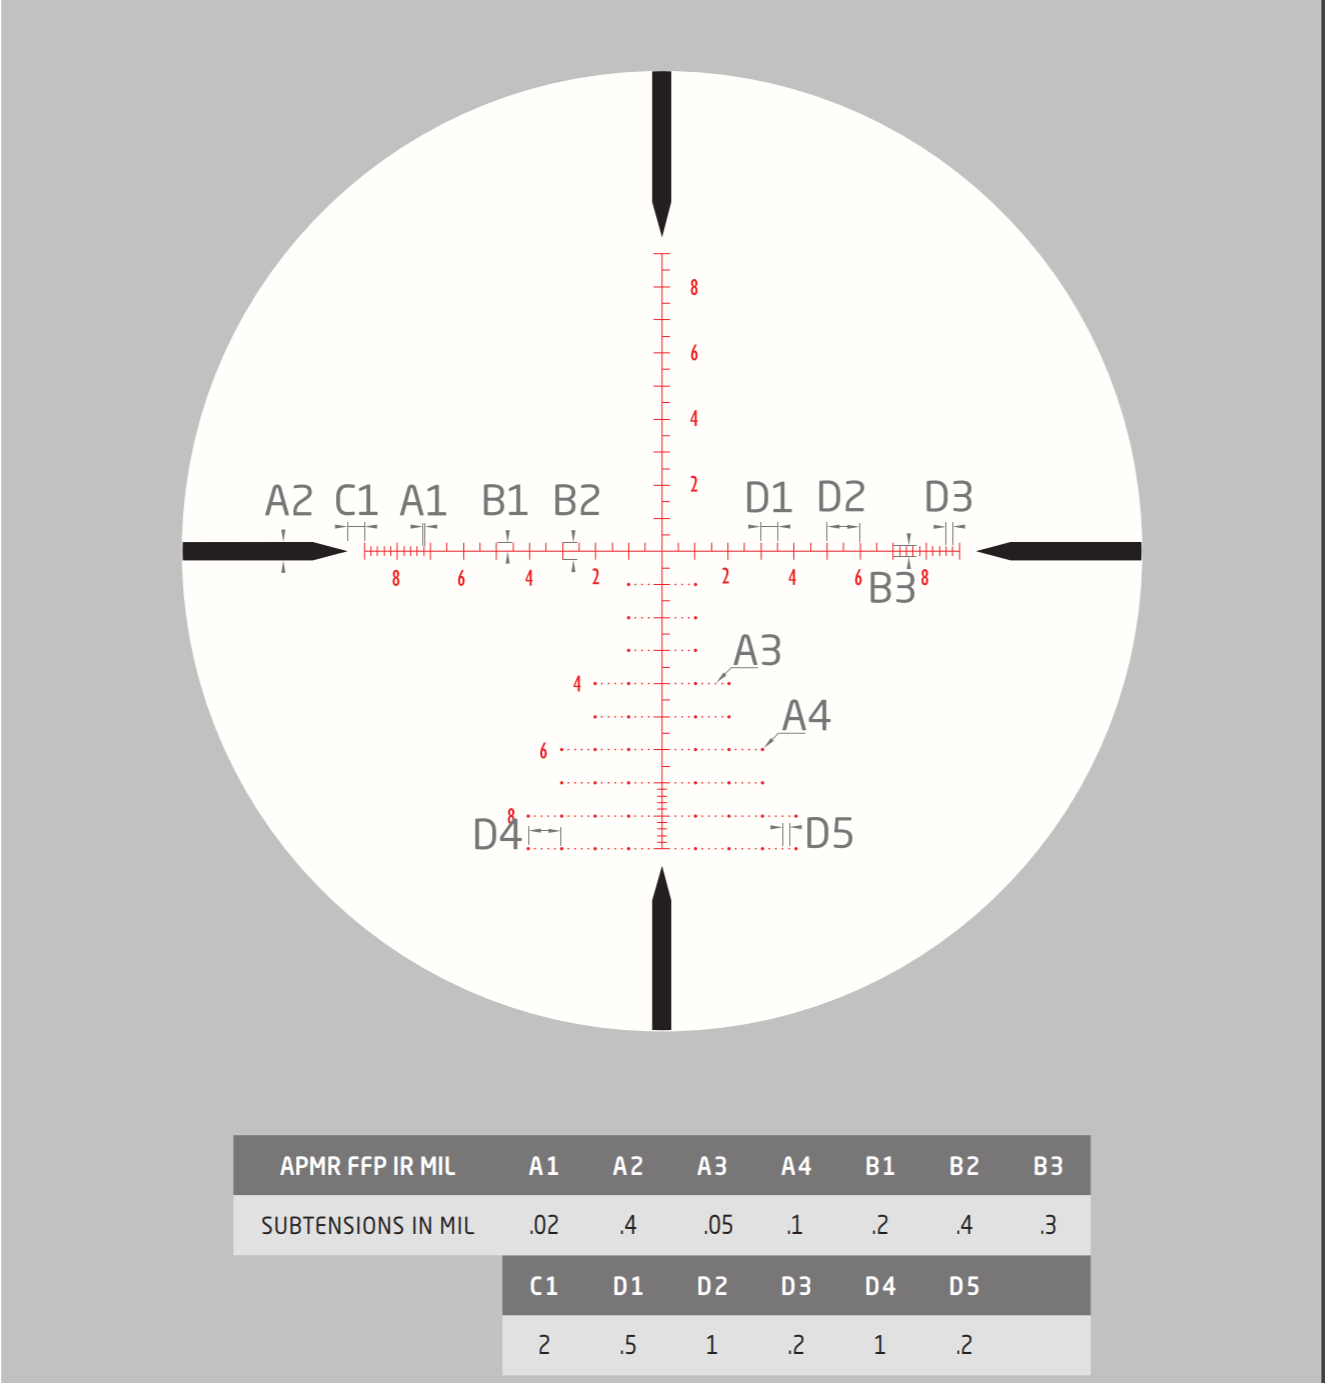 8
6
4
2
A2 C1 A1 B1 B2 D1 D2 D3
8 6 4 2 2 4 6 B3 8
A3
4
A4
6
8
D4 D5
APMR FFP IR MIL A1 A2 A3 A4 B1 B2 B3
SUBTENSIONS IN MIL .02 .4 .05 .1 .2 .4 .3
C1 D1 D2 D3 D4 D5
2 .5 1 .2 1 .2